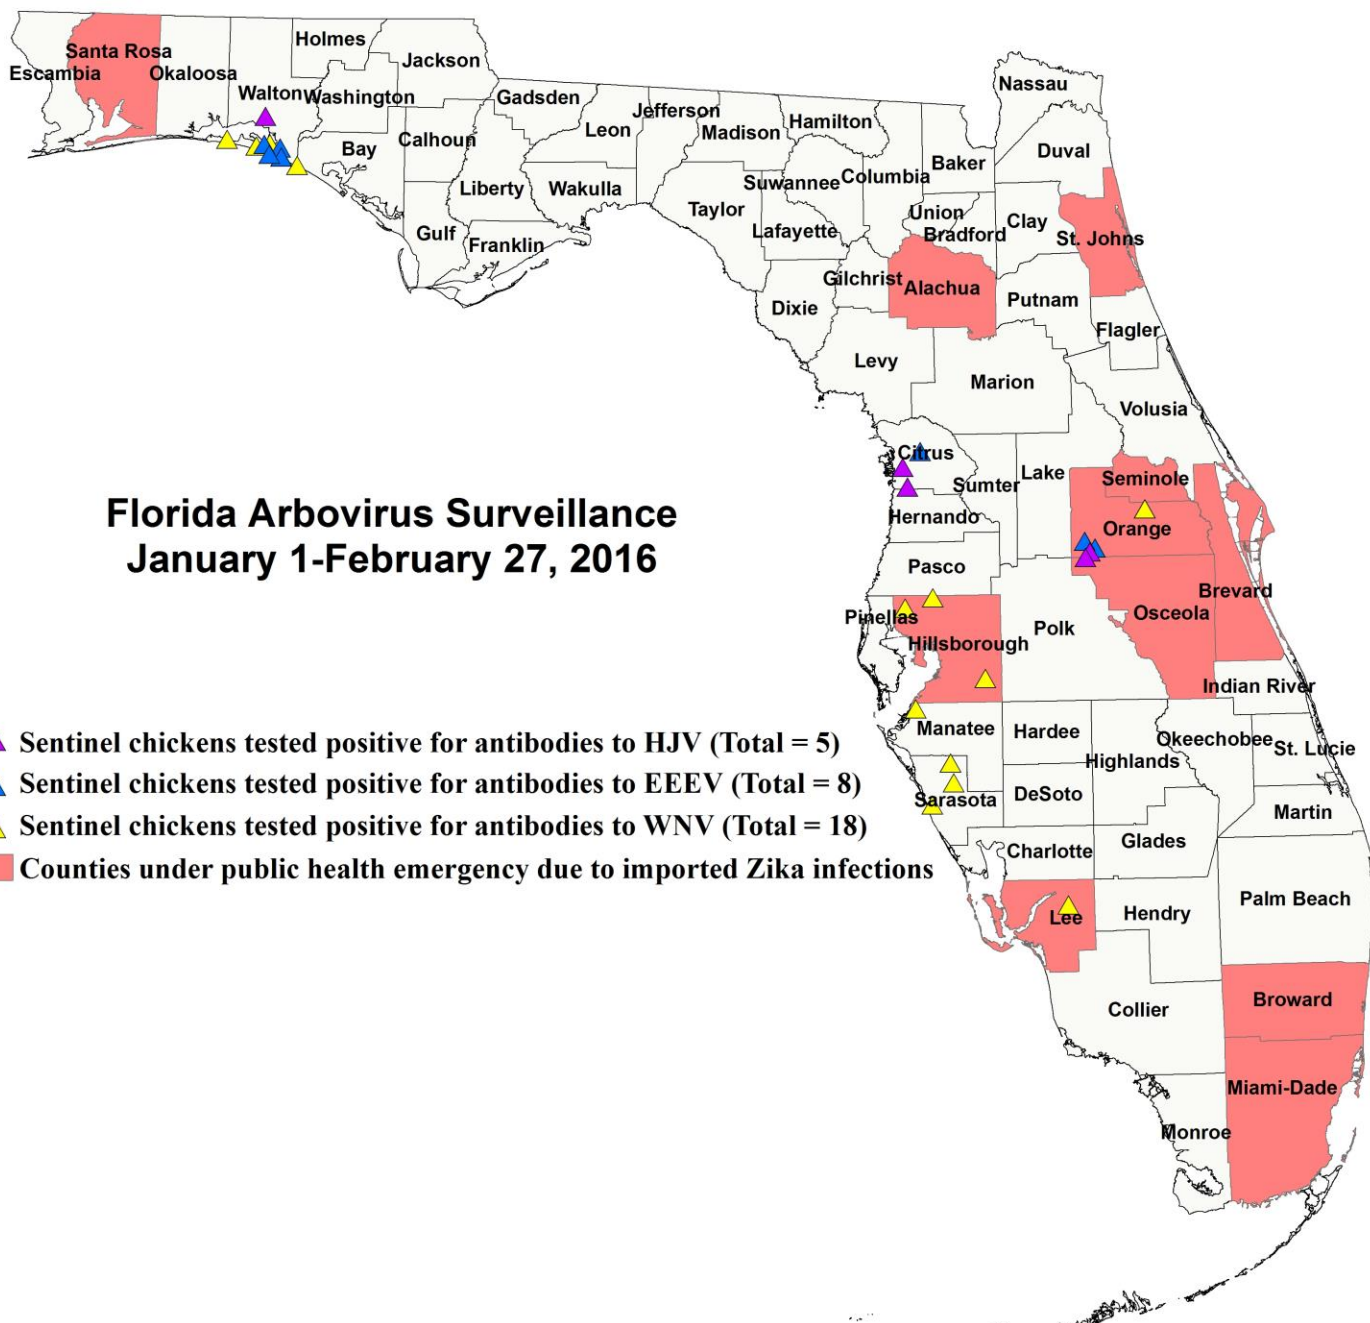 Holmes
Jackson
Santa Rosa
Escambia
Okaloosa
Walton
Washington
Gadsden
Nassau
Jefferson
Leon
Madison
Hamilton
Bay
Calhoun
Duval
Baker
Liberty
Wakulla
Suwannee
Columbia
Taylor
Union
Clay
Gulf
Franklin
Lafayette
Bradford
St. Johns
Gilchrist
Alachua
Dixie
Putnam
Flagler
Levy
Marion
Volusia
Citrus
Lake
Sumter
Seminole
Florida Arbovirus Surveillance
January 1-February 27, 2016
Hernando
Orange
Pasco
Brevard
Pinellas
Osceola
Polk
Hillsborough
Indian River
Manatee
Hardee
Okeechobee
St. Lucie
Highlands
Sarasota
DeSoto
Martin
Sentinel chickens tested positive for antibodies to HJV (Total = 5)
Sentinel chickens tested positive for antibodies to EEEV (Total = 8)
Sentinel chickens tested positive for antibodies to WNV (Total = 18)
Counties under public health emergency due to imported Zika infections
Charlotte
Glades
Palm Beach
Lee
Hendry
Broward
Collier
Miami-Dade
Monroe